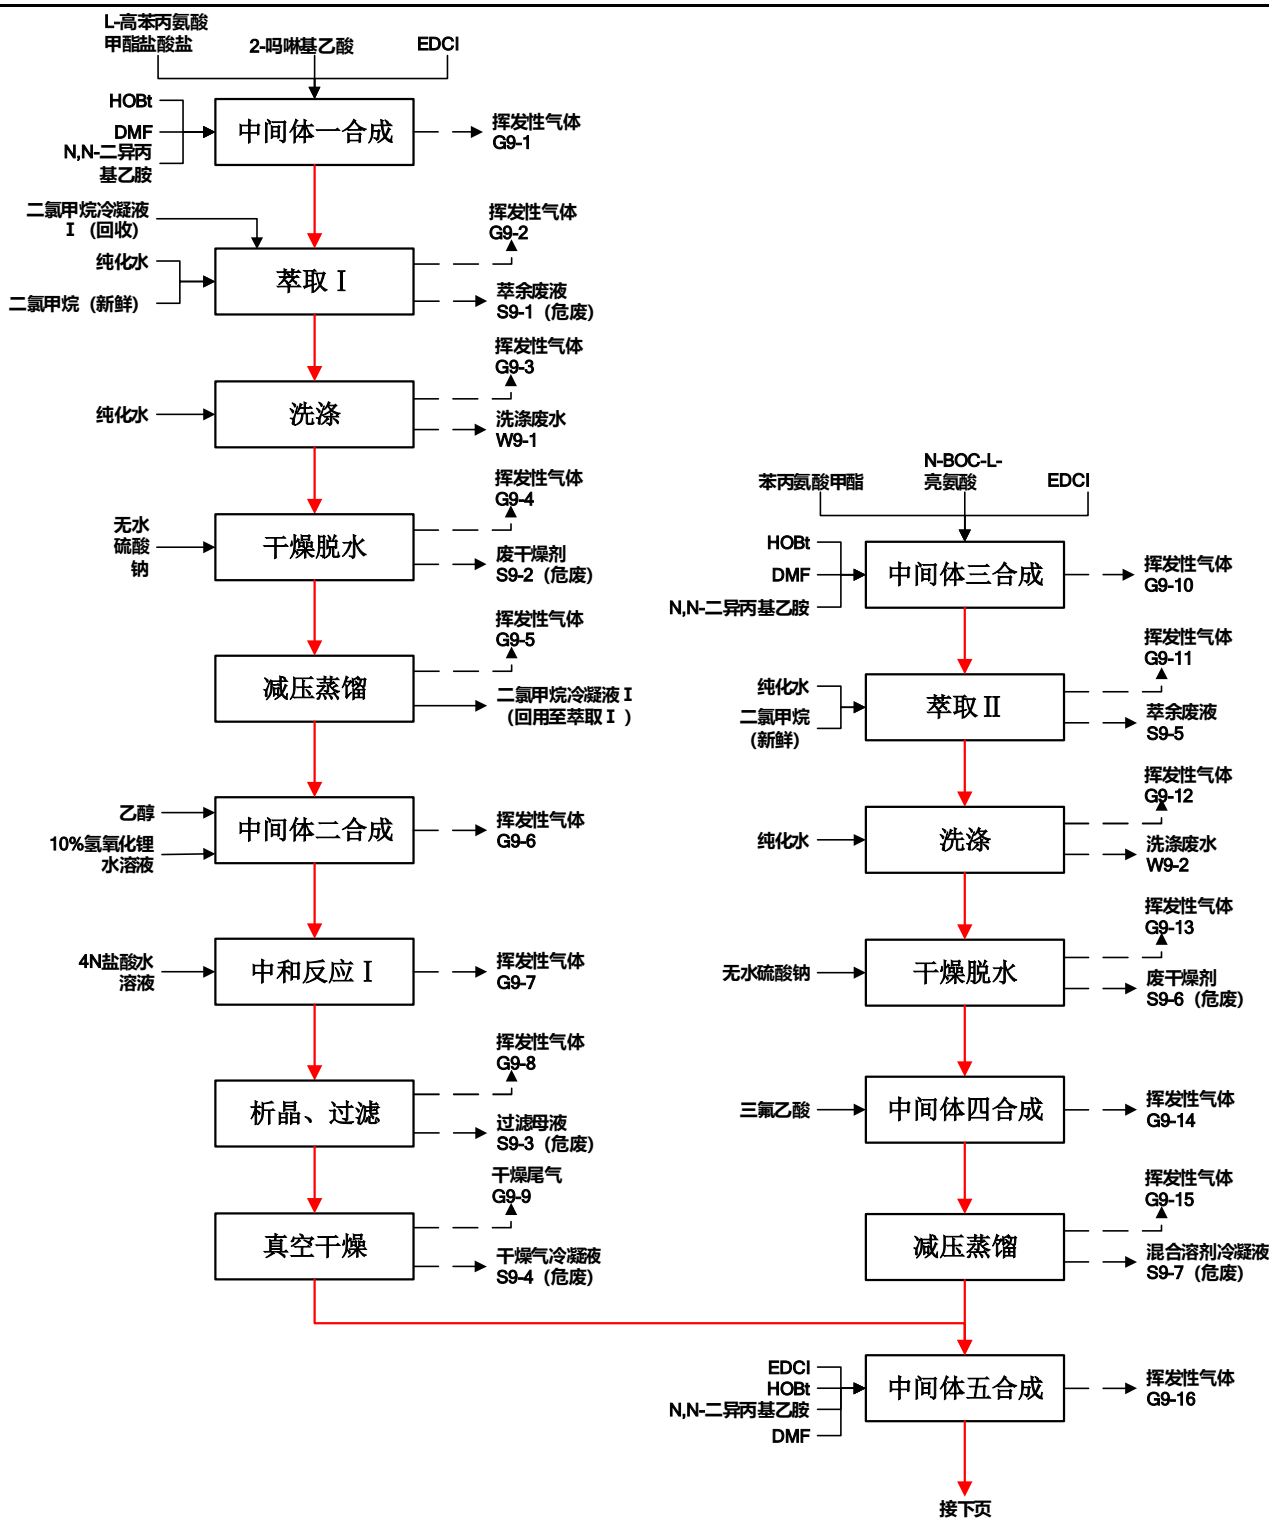 L-高苯丙氨酸
甲酯盐酸盐
2-吗啉基乙酸
EDCI
HOBt
DMF
N,N-二异丙
基乙胺
中间体一合成
挥发性气体
G9-1
二氯甲烷冷凝液
Ⅰ（回收）
纯化水
二氯甲烷（新鲜）
萃取Ⅰ
挥发性气体
G9-2
萃余废液
S9-1（危废）
纯化水
洗涤
挥发性气体
G9-3
洗涤废水
W9-1
无水
硫酸
钠
干燥脱水
挥发性气体
G9-4
废干燥剂
S9-2（危废）
减压蒸馏
挥发性气体
G9-5
二氯甲烷冷凝液Ⅰ
（回用至萃取Ⅰ）
乙醇
10%氢氧化锂
水溶液
中间体二合成
挥发性气体
G9-6
4N盐酸水
溶液
中和反应Ⅰ
挥发性气体
G9-7
析晶、过滤
挥发性气体
G9-8
过滤母液
S9-3（危废）
真空干燥
干燥尾气
G9-9
干燥气冷凝液
S9-4（危废）
苯丙氨酸甲酯
N-BOC-L-
亮氨酸
EDCI
HOBt
DMF
N,N-二异丙基乙胺
中间体三合成
挥发性气体
G9-10
纯化水
二氯甲烷
（新鲜）
萃取Ⅱ
挥发性气体
G9-11
萃余废液
S9-5
纯化水
洗涤
挥发性气体
G9-12
洗涤废水
W9-2
无水硫酸钠
干燥脱水
挥发性气体
G9-13
废干燥剂
S9-6（危废）
三氟乙酸
中间体四合成
挥发性气体
G9-14
减压蒸馏
挥发性气体
G9-15
混合溶剂冷凝液
S9-7（危废）
EDCI
HOBt
N,N-二异丙基乙胺
DMF
中间体五合成
挥发性气体
G9-16
接下页